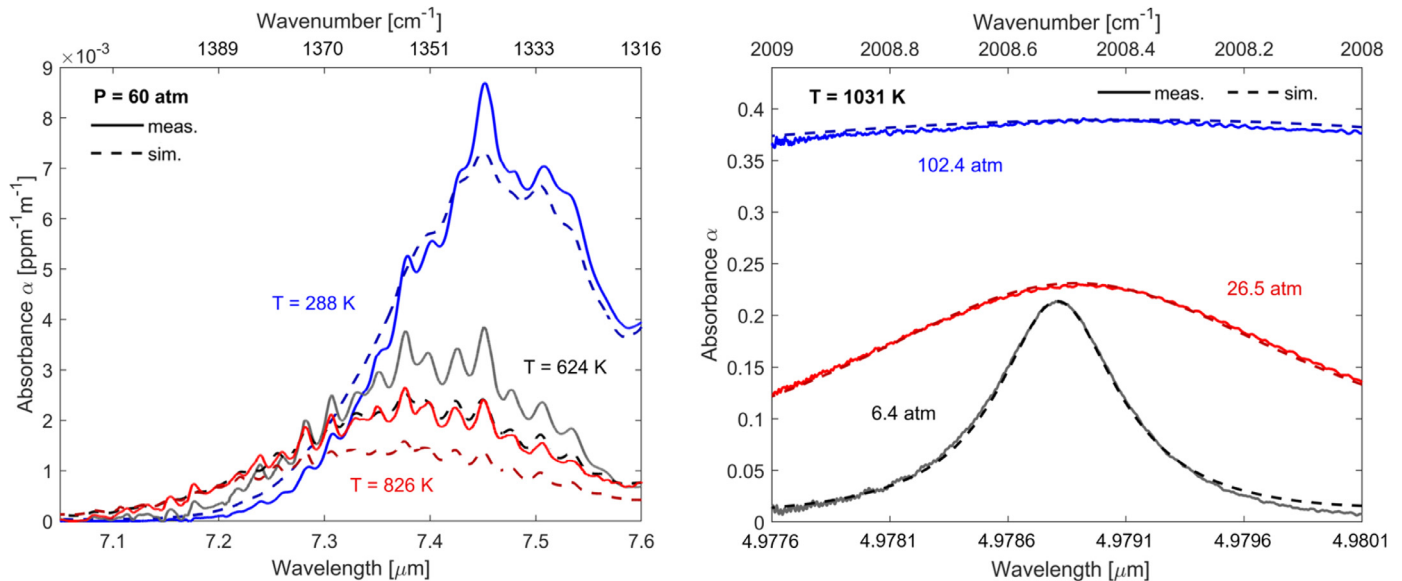 Wavenumber [cm⁻¹]
1389 1370 1351 1333 1316
×10⁻³
9
8
7
6
5
4
3
2
1
0
P = 60 atm
meas.
sim.
T = 288 K
T = 624 K
T = 826 K
Absorbance α [ppm⁻¹m⁻¹]
7.1 7.2 7.3 7.4 7.5 7.6
Wavelength [μm]
Wavenumber [cm⁻¹]
2009 2008.8 2008.6 2008.4 2008.2 2008
T = 1031 K
meas. sim.
0.4
0.35
0.3
0.25
0.2
0.15
0.1
0.05
0
102.4 atm
26.5 atm
6.4 atm
Absorbance α
4.9776 4.9781 4.9786 4.9791 4.9796 4.9801
Wavelength [μm]